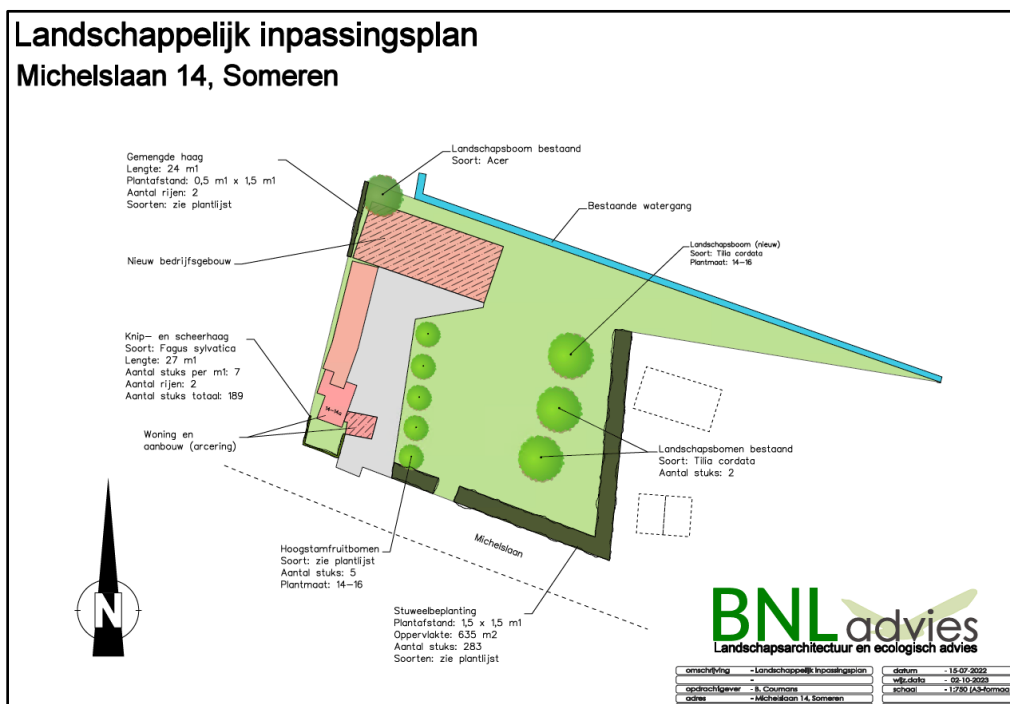 Landschappelijk inpassingsplan
Michelslaan 14, Someren
Gemengde haag
Lengte: 24 m1
Plantafstand: 0,5 m1 x 1,5 m1
Aantal rijen: 2
Soorten: zie plantlijst
Landschapsboom bestaand
Soort: Acer
Bestaande watergang
Nieuw bedrijfsgebouw
Landschapsboom (nieuw)
Soort: Tilia cordata
Plantmaat: 14-16
Knip- en scheerhaag
Soort: Fagus sylvatica
Lengte: 27 m1
Aantal stuks per m1: 7
Aantal rijen: 2
Aantal stuks totaal: 189
14-14a
Woning en
aanbouw (arcering)
Landschapsbomen bestaand
Soort: Tilia cordata
Aantal stuks: 2
Michelslaan
Hoogstamfruitbomen
Soort: zie plantlijst
Aantal stuks: 5
Plantmaat: 14-16
Stuweelbeplanting
Plantafstand: 1,5 x 1,5 m1
Oppervlakte: 635 m2
Aantal stuks: 283
Soorten: zie plantlijst
N
BNL advies
Landschapsarchitectuur en ecologisch advies
omschrijving - Landschappelijk inpassingsplan
-
opdrachtgever - B. Coumans
adres - Michelslaan 14, Someren
datum - 15-07-2022
wijz.data - 02-10-2023
schaal - 1:750 (A3-formaat)